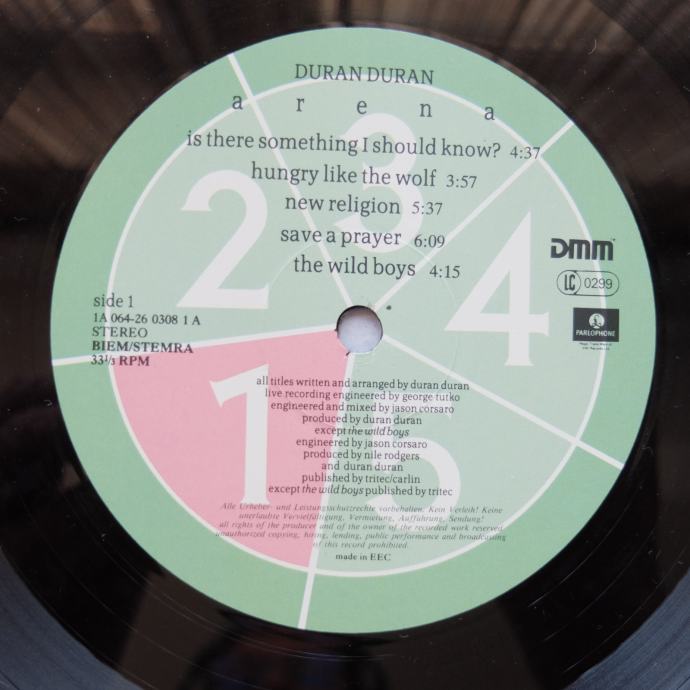 DURAN DURAN
a r e n a
is there something I should know? 4:37
hungry like the wolf 3:57
new religion 5:37
save a prayer 6:09
the wild boys 4:15
2
3
4
DMM
LC 0299
PARLOPHONE
side 1
1A 064-26 0308 1 A
STEREO
BIEM/STEMRA
33 1/3 RPM
1
5
all titles written and arranged by duran duran
live recording engineered by george tutko
engineered and mixed by jason corsaro
produced by duran duran
except the wild boys
engineered by jason corsaro
produced by nile rodgers
and duran duran
published by tritec/carlin
except the wild boys published by tritec
Alle Urheber- und Leistungsschutzrechte vorbehalten. Kein Verleih! Keine
unerlaubte Vervielfältigung, Vermietung, Aufführung, Sendung!
all rights of the producer and of the owner of the recorded work reserved
unauthorized copying, hiring, lending, public performance and broadcasting
of this record prohibited.
made in EEC